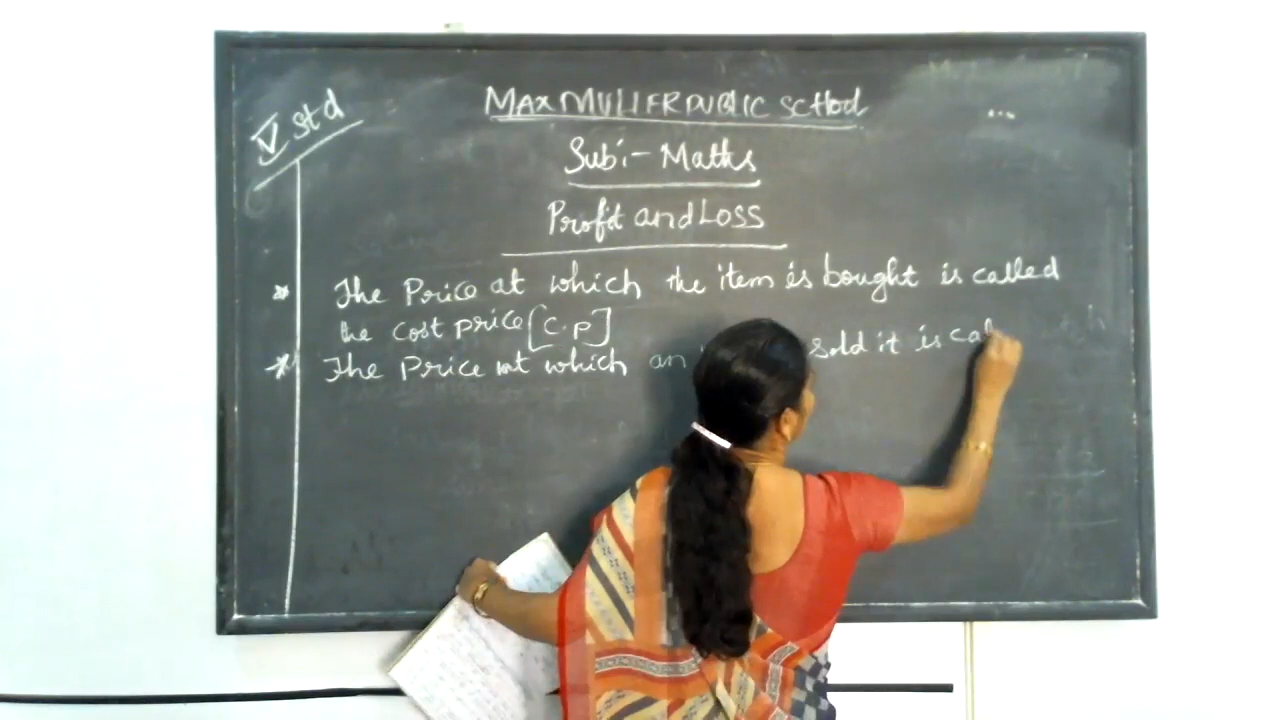 V Std
MAX MULLER PUBLIC SCHOOL
Sub:- Maths
Profit and Loss
* The Price at which the item is bought is called
the cost price [C.P]
* The Price at which an sold it is cal